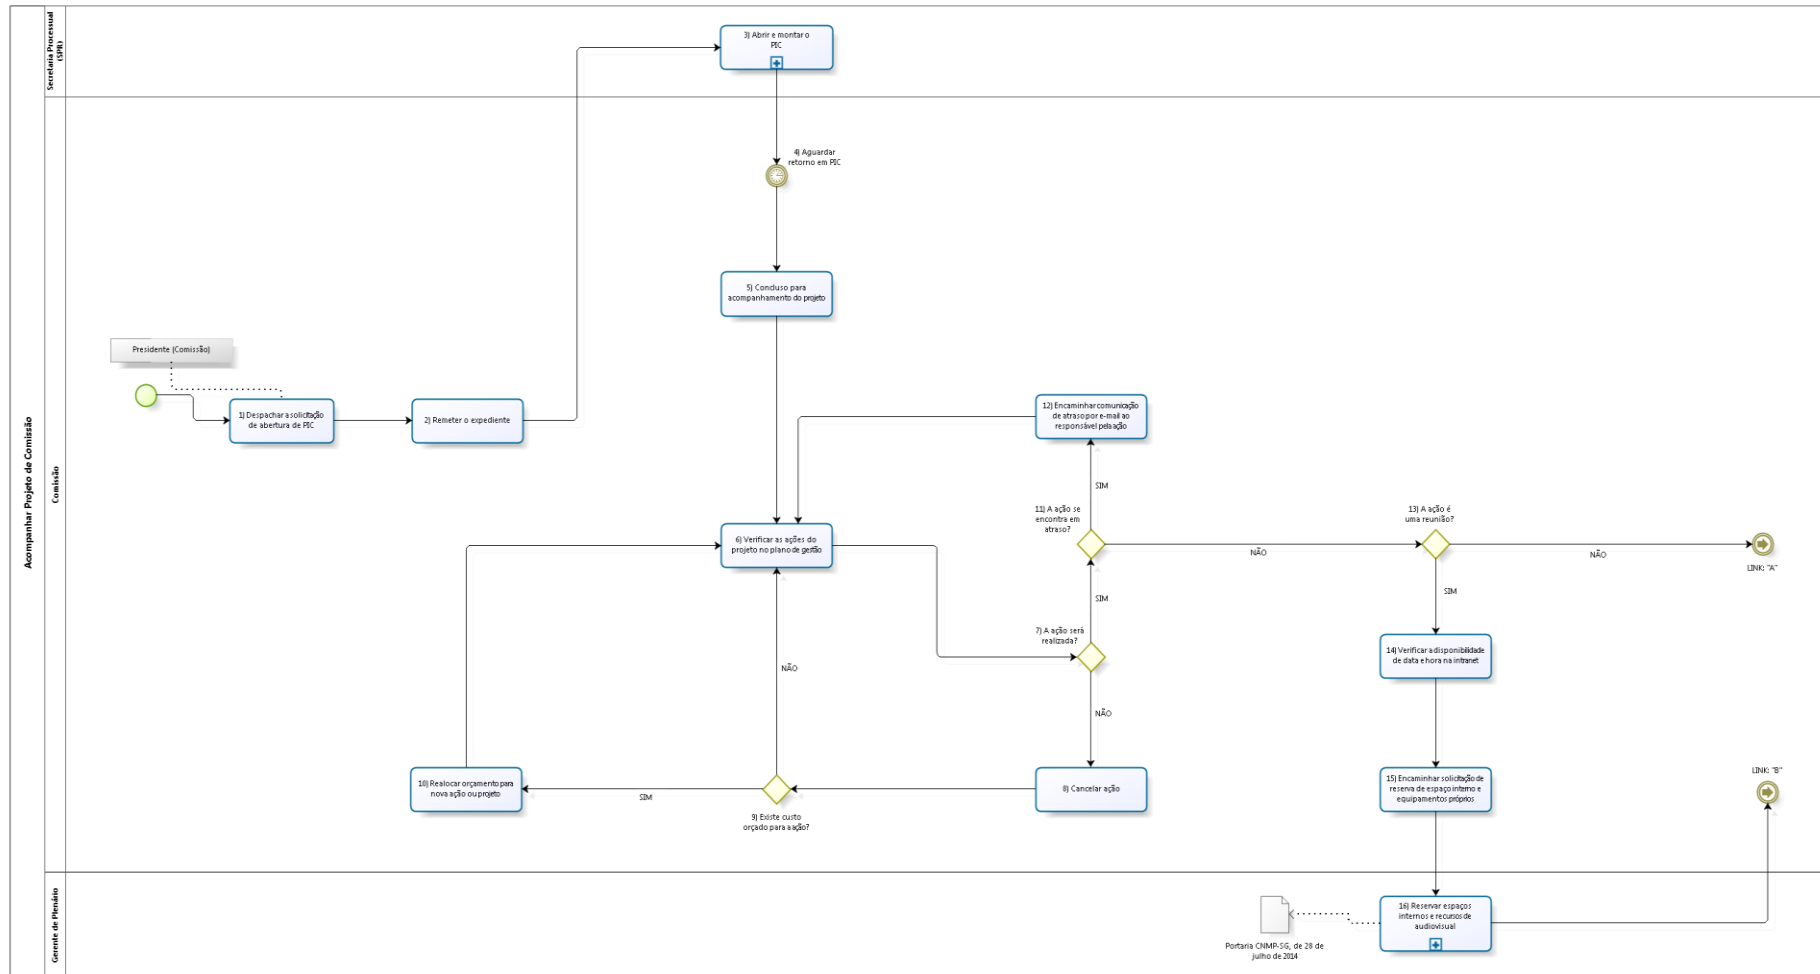 Acompanhar Projeto de Comissão
Secretaria Processual
(SPR)
3) Abrir e montar o
PIC
Comissão
4) Aguardar
retorno em PIC
5) Concluso para
acompanhamento do projeto
Presidente (Comissão)
1) Despachar a solicitação
de abertura de PIC
2) Remeter o expediente
12) Encaminhar comunicação
de atraso por e-mail ao
responsável pela ação
SIM
11) A ação se
encontra em
atraso?
NÃO
13) A ação é
uma reunião?
NÃO
LINK: "A"
6) Verificar as ações do
projeto no plano de gestão
SIM
SIM
7) A ação será
realizada?
14) Verificar a disponibilidade
de data e hora na intranet
NÃO
NÃO
10) Realocar orçamento para
nova ação ou projeto
SIM
9) Existe custo
orçado para a ação?
8) Cancelar ação
15) Encaminhar solicitação de
reserva de espaço interno e
equipamentos próprios
LINK: "B"
Gerente de Plenário
16) Reservar espaços
internos e recursos de
audiovisual
Portaria CNMP-SG, de 28 de
julho de 2014